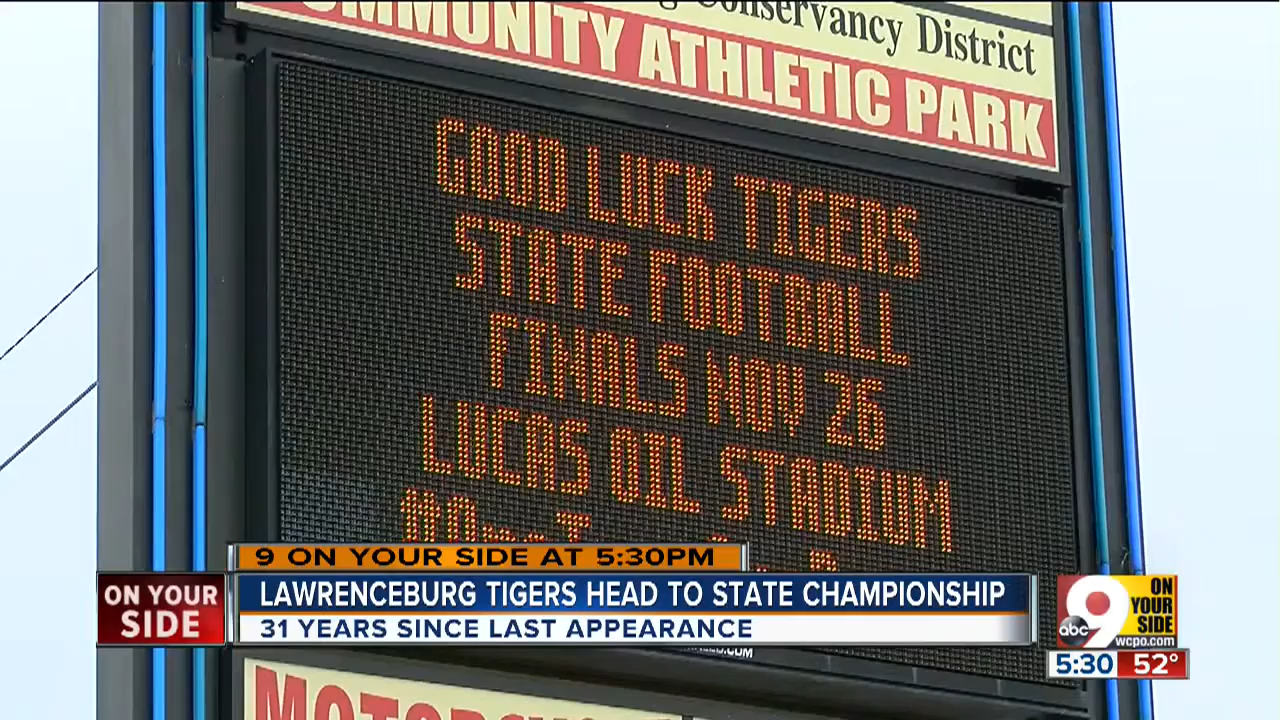 Conservancy District
COMMUNITY ATHLETIC PARK
GOOD LUCK TIGERS
STATE FOOTBALL
FINALS NOV 26
LUCAS OIL STADIUM
9 ON YOUR SIDE AT 5:30PM
ON YOUR SIDE
LAWRENCEBURG TIGERS HEAD TO STATE CHAMPIONSHIP
31 YEARS SINCE LAST APPEARANCE
abc 9 ON YOUR SIDE
wcpo.com
5:30 52°